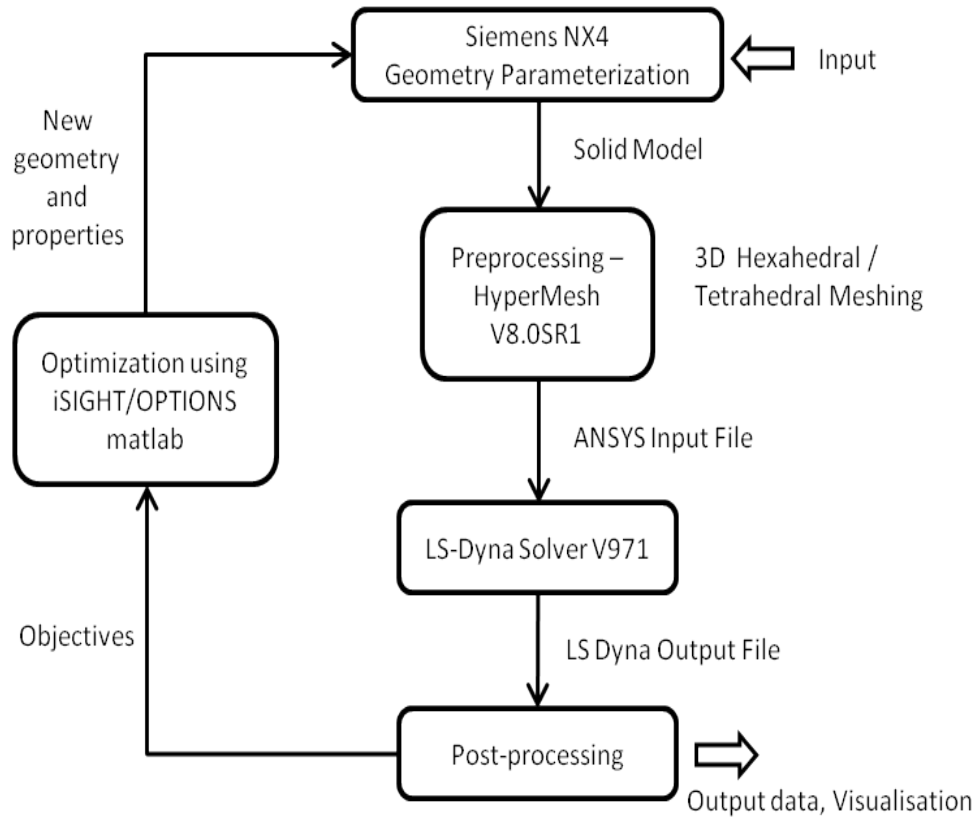 Siemens NX4
Geometry Parameterization
Input
New
geometry
and
properties
Solid Model
Preprocessing –
HyperMesh
V8.0SR1
3D Hexahedral /
Tetrahedral Meshing
Optimization using
iSIGHT/OPTIONS
matlab
ANSYS Input File
LS-Dyna Solver V971
Objectives
LS Dyna Output File
Post-processing
Output data, Visualisation